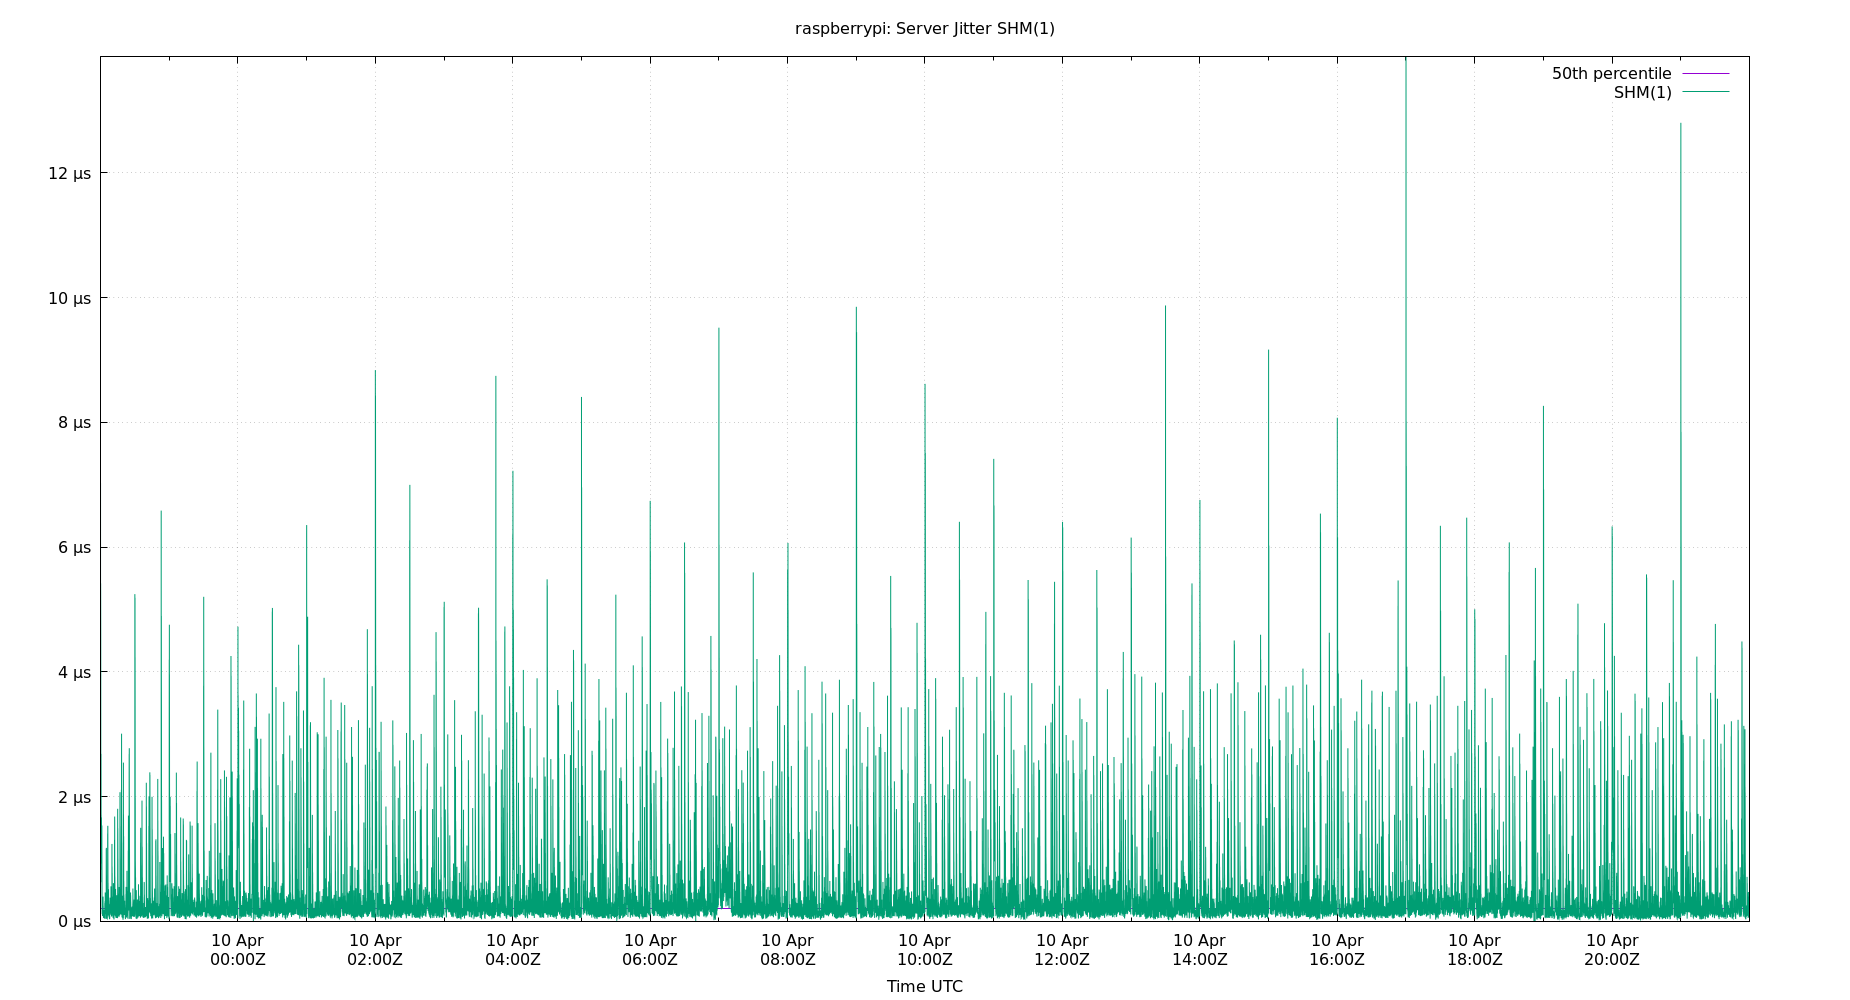 raspberrypi: Server Jitter SHM(1)
50th percentile
SHM(1)
12 µs
10 µs
8 µs
6 µs
4 µs
2 µs
0 µs
10 Apr 10 Apr 10 Apr 10 Apr 10 Apr 10 Apr 10 Apr 10 Apr 10 Apr 10 Apr 10 Apr
00:00Z 02:00Z 04:00Z 06:00Z 08:00Z 10:00Z 12:00Z 14:00Z 16:00Z 18:00Z 20:00Z
Time UTC